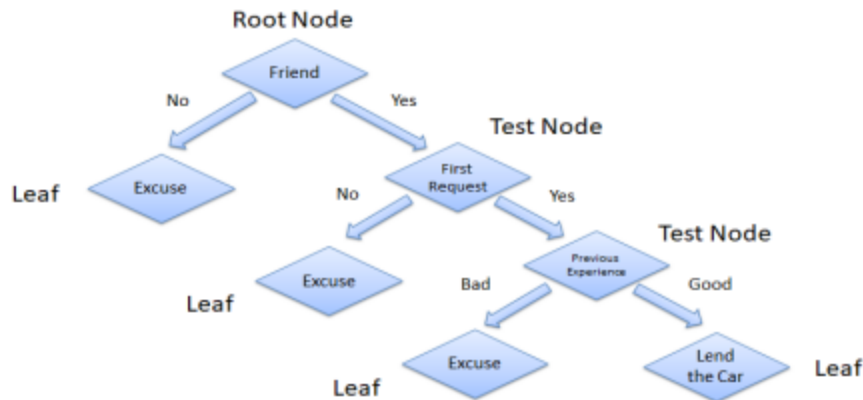 Root Node
Friend
No
Yes
Test Node
Leaf
Excuse
First
Request
No
Yes
Test Node
Leaf
Excuse
Previous
Experience
Bad
Good
Leaf
Excuse
Lend
the Car
Leaf